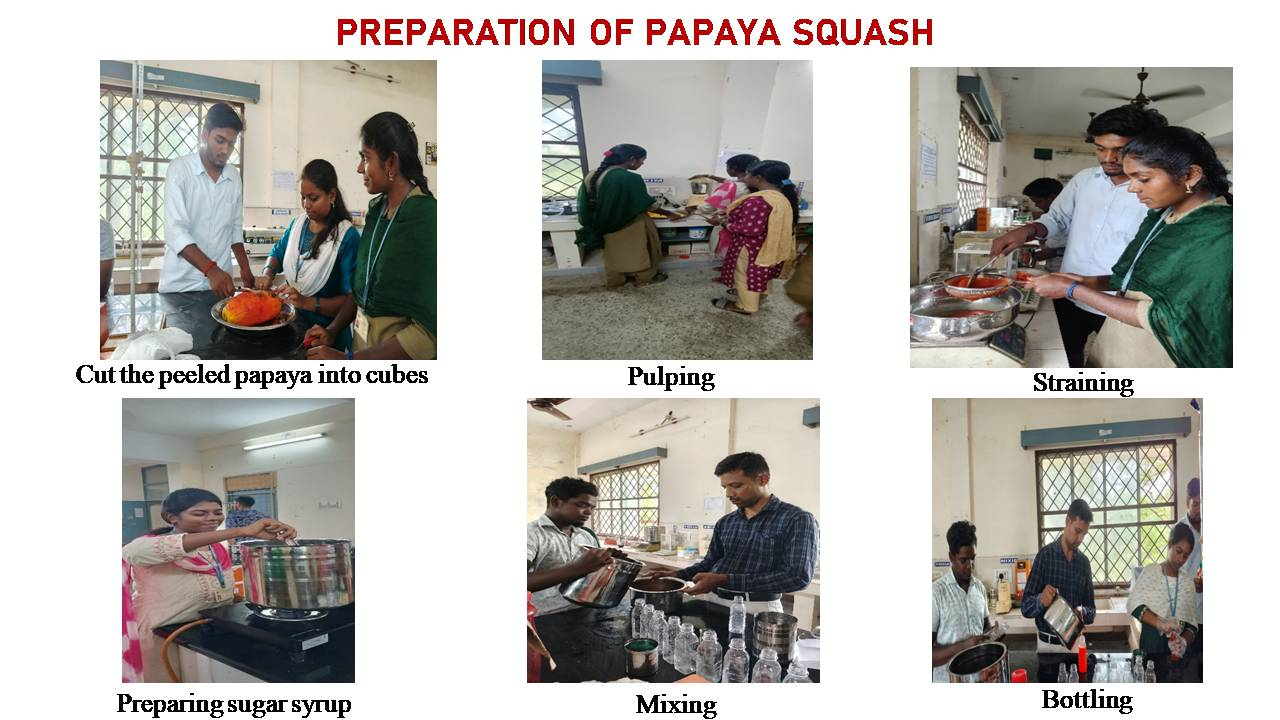 PREPARATION OF PAPAYA SQUASH
Cut the peeled papaya into cubes
Pulping
Straining
Preparing sugar syrup
Mixing
Bottling